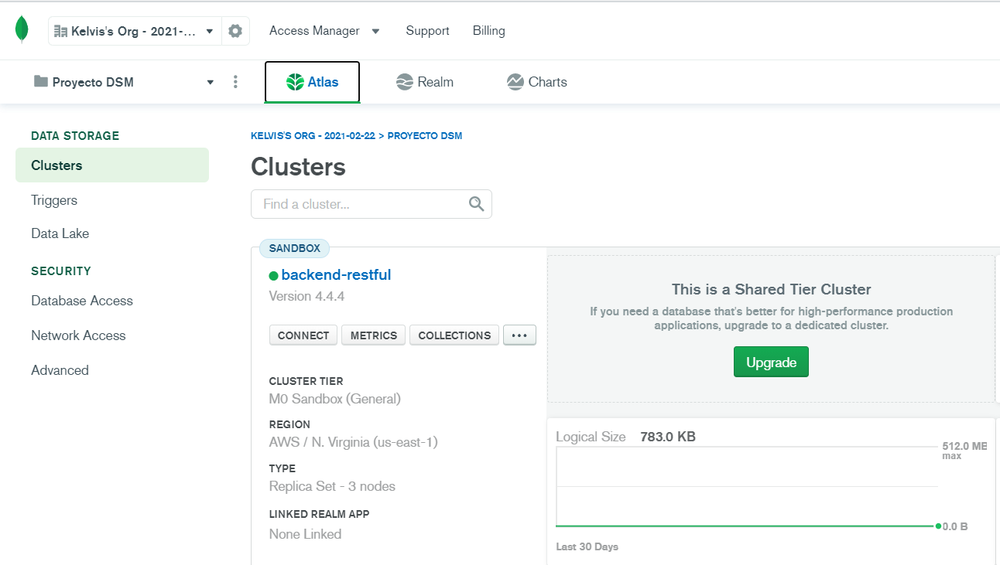 Kelvis's Org - 2021-...
Access Manager
Support
Billing
Proyecto DSM
Atlas
Realm
Charts
DATA STORAGE
Clusters
Triggers
Data Lake
SECURITY
Database Access
Network Access
Advanced
KELVIS'S ORG - 2021-02-22 > PROYECTO DSM
Clusters
Find a cluster...
SANDBOX
backend-restful
Version 4.4.4
CONNECT
METRICS
COLLECTIONS
...
CLUSTER TIER
M0 Sandbox (General)
REGION
AWS / N. Virginia (us-east-1)
TYPE
Replica Set - 3 nodes
LINKED REALM APP
None Linked
This is a Shared Tier Cluster
If you need a database that's better for high-performance production
applications, upgrade to a dedicated cluster.
Upgrade
Logical Size 783.0 KB
512.0 MB
max
0.0 B
Last 30 Days